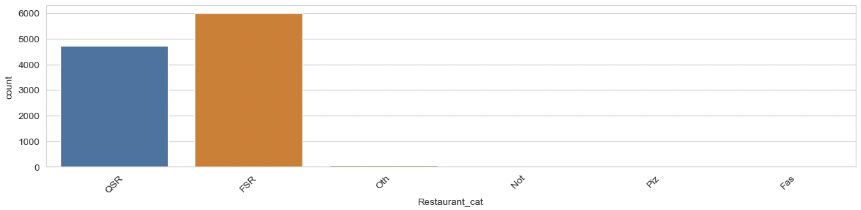 6000
5000
4000
3000
2000
1000
0
count
QSR
FSR
Oth
Not
Piz
Fas
Restaurant_cat